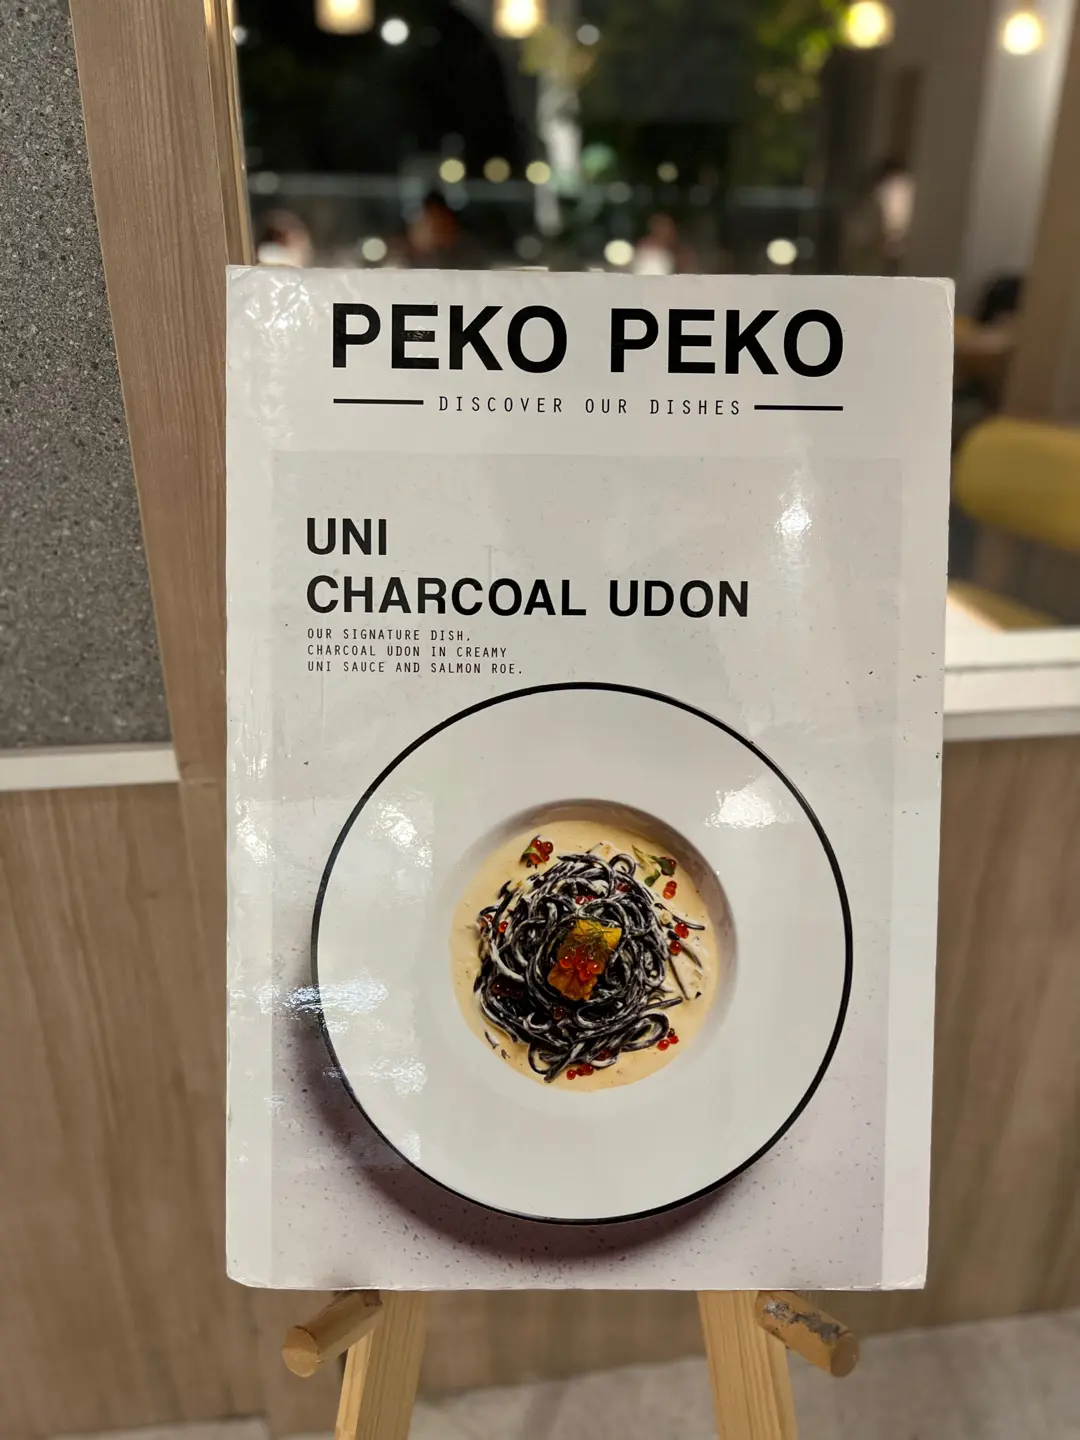 PEKO PEKO
DISCOVER OUR DISHES
UNI
CHARCOAL UDON
OUR SIGNATURE DISH.
CHARCOAL UDON IN CREAMY
UNI SAUCE AND SALMON ROE.